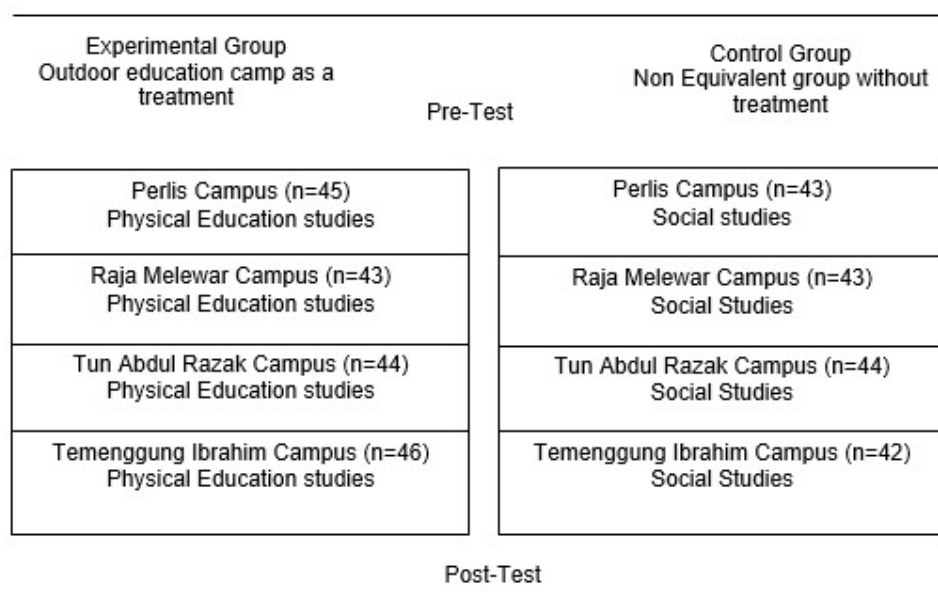 Experimental Group
Outdoor education camp as a
treatment
Control Group
Non Equivalent group without
treatment
Pre-Test
Perlis Campus (n=45)
Physical Education studies
Raja Melewar Campus (n=43)
Physical Education studies
Tun Abdul Razak Campus (n=44)
Physical Education studies
Temenggung Ibrahim Campus (n=46)
Physical Education studies
Perlis Campus (n=43)
Social studies
Raja Melewar Campus (n=43)
Social Studies
Tun Abdul Razak Campus (n=44)
Social Studies
Temenggung Ibrahim Campus (n=42)
Social Studies
Post-Test